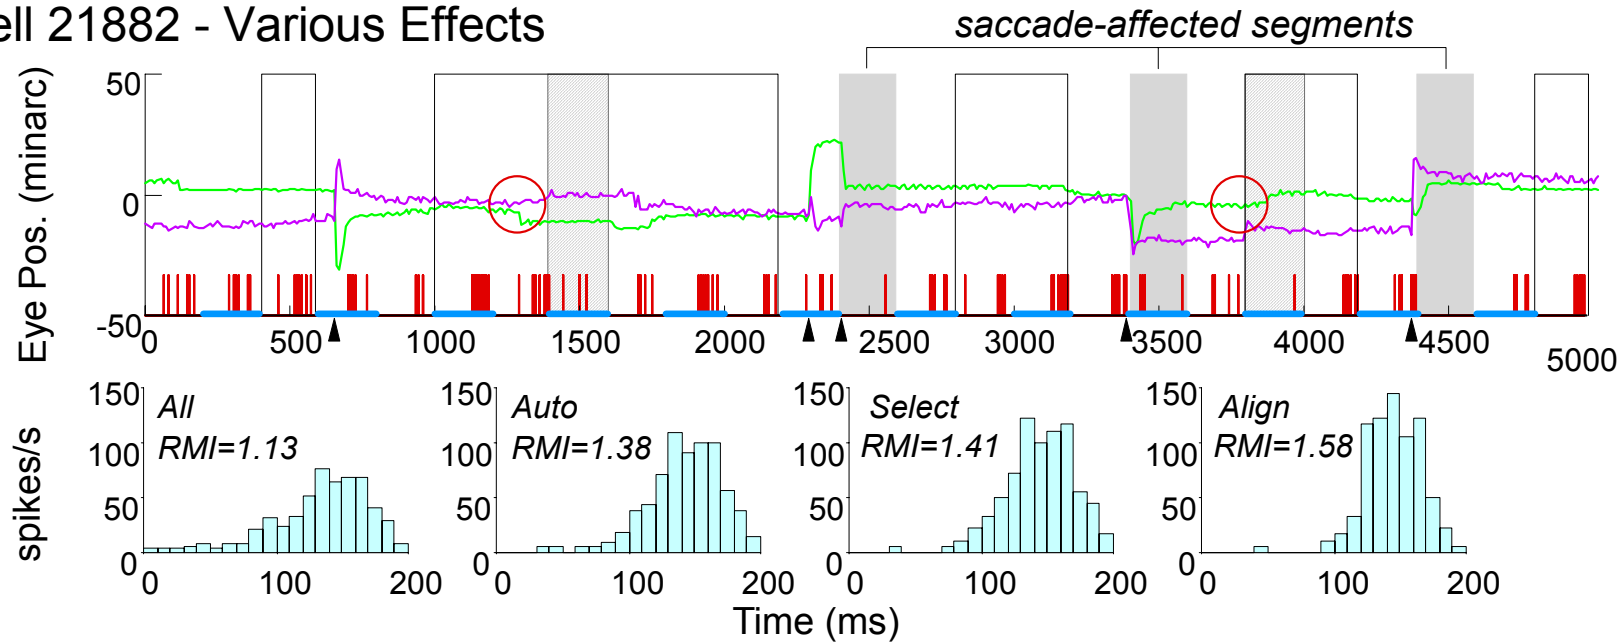 ell 21882 - Various Effects
saccade-affected segments
Eye Pos. (minarc)
50
0
-50
0 500 1000 1500 2000 2500 3000 3500 4000 4500 5000
spikes/s
150
100
50
0
All
RMI=1.13
0 100 200
150
100
50
0
Auto
RMI=1.38
0 100 200
150
100
50
0
Select
RMI=1.41
0 100 200
150
100
50
0
Align
RMI=1.58
0 100 200
Time (ms)